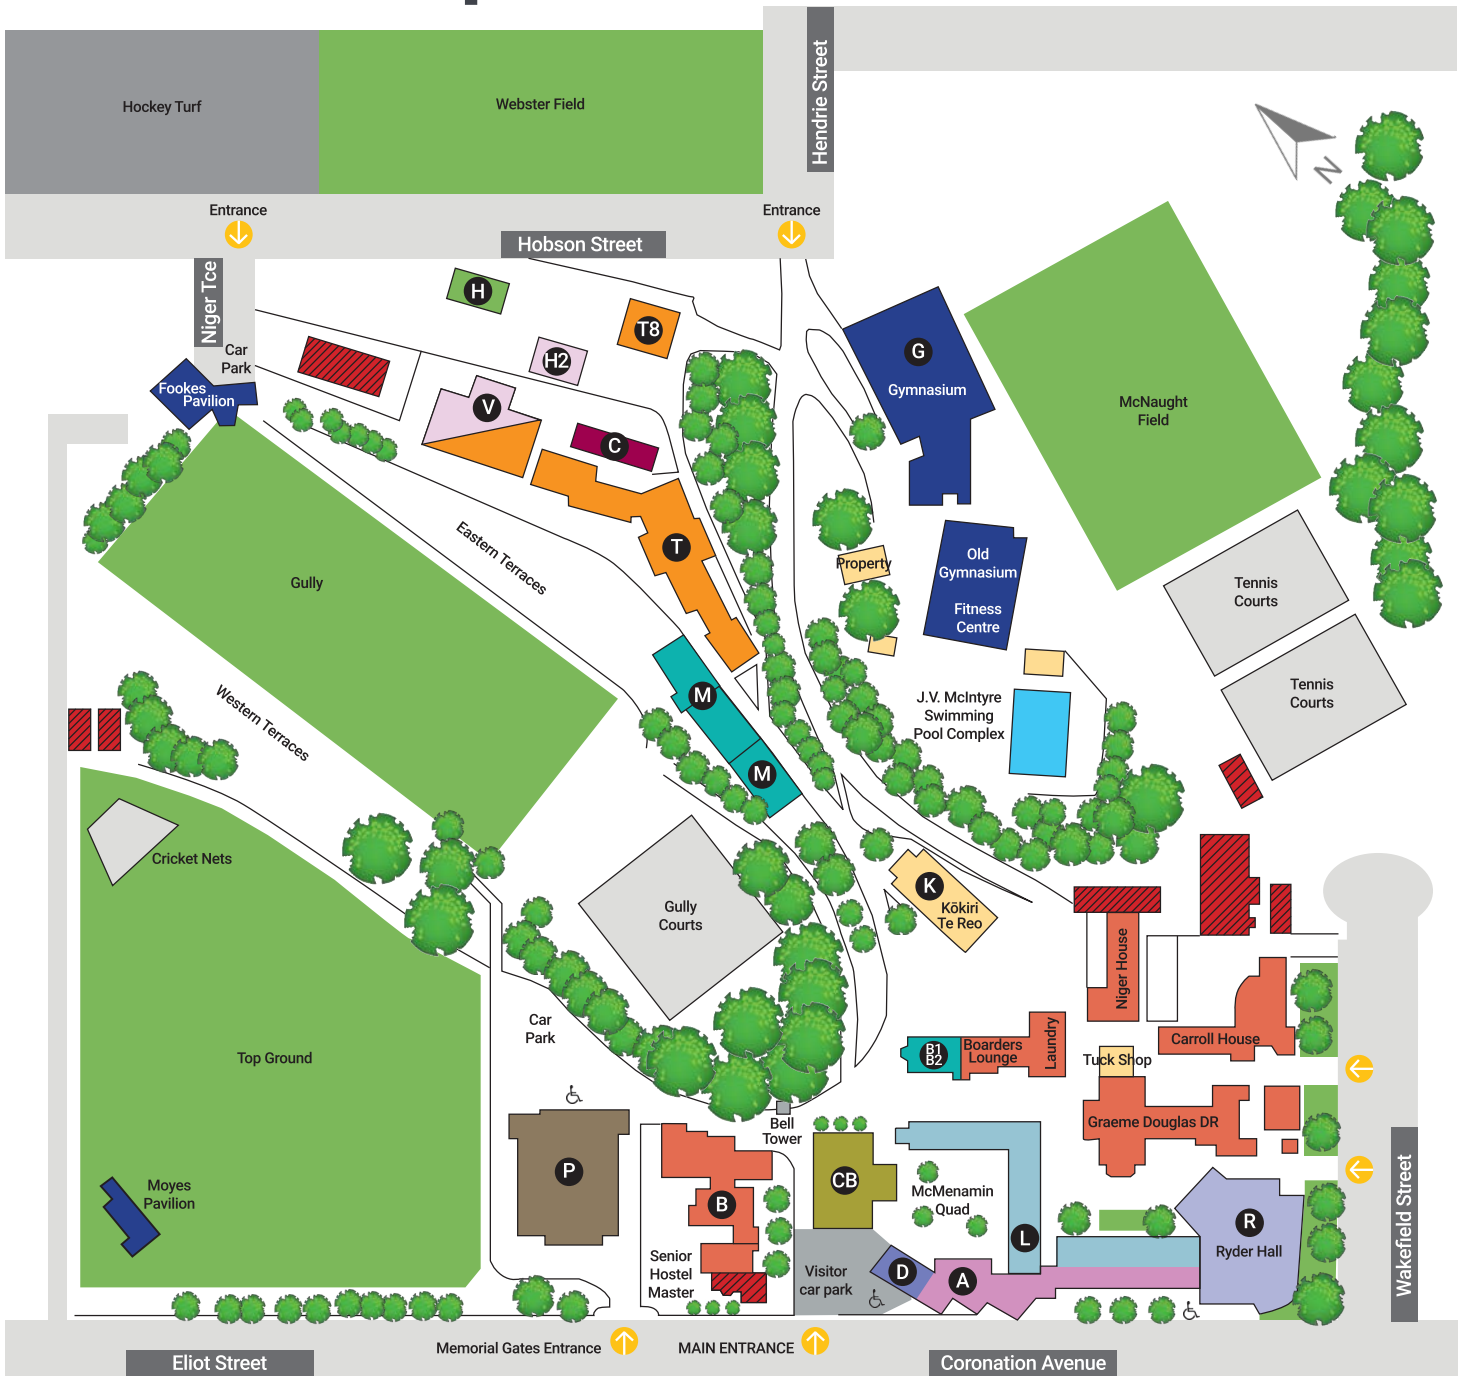 Hendrie Street
Hockey Turf
Webster Field
N
Entrance
Entrance
Hobson Street
Niger Tce
H
T8
Car
Park
H2
G
Gymnasium
Fookes
Pavilion
V
C
McNaught
Field
Eastern Terraces
T
Property
Old
Gymnasium
Fitness
Centre
Gully
Tennis
Courts
Western Terraces
M
J.V. McIntyre
Swimming
Pool Complex
Tennis
Courts
M
Cricket Nets
K
Kōkiri
Te Reo
Gully
Courts
Niger House
Car
Park
Top Ground
B1
B2
Boarders
Lounge
Laundry
Carroll House
Tuck Shop
Bell
Tower
Graeme Douglas DR
P
CB
McMenamin
Quad
Moyes
Pavilion
B
L
R
Ryder Hall
Wakefield Street
Senior
Hostel
Master
Visitor
car park
D
A
Memorial Gates Entrance
MAIN ENTRANCE
Eliot Street
Coronation Avenue